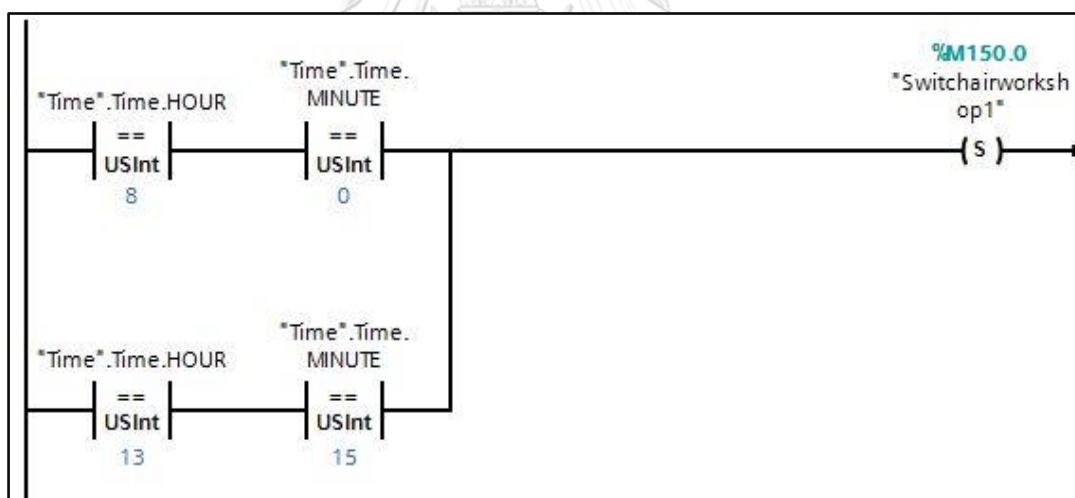 %M150.0
"Time".Time.
"Switchairworksh
"Time".Time.HOUR
MINUTE
op1"
==
==
( S )
USInt
USInt
8
0
"Time".Time.
"Time".Time.HOUR
MINUTE
==
==
USInt
USInt
13
15